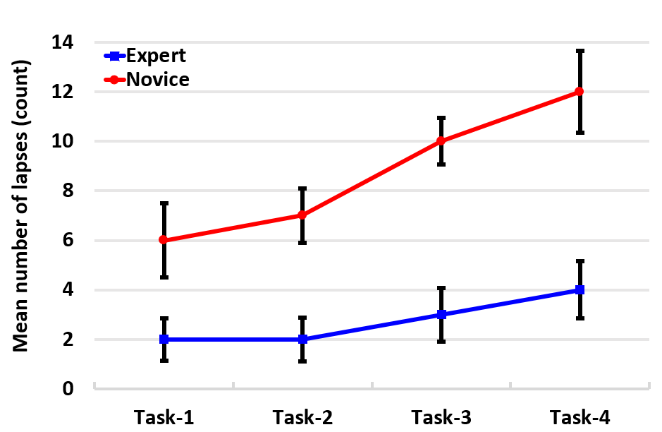 14
12
10
8
6
4
2
0
Mean number of lapses (count)
Expert
Novice
Task-1 Task-2 Task-3 Task-4